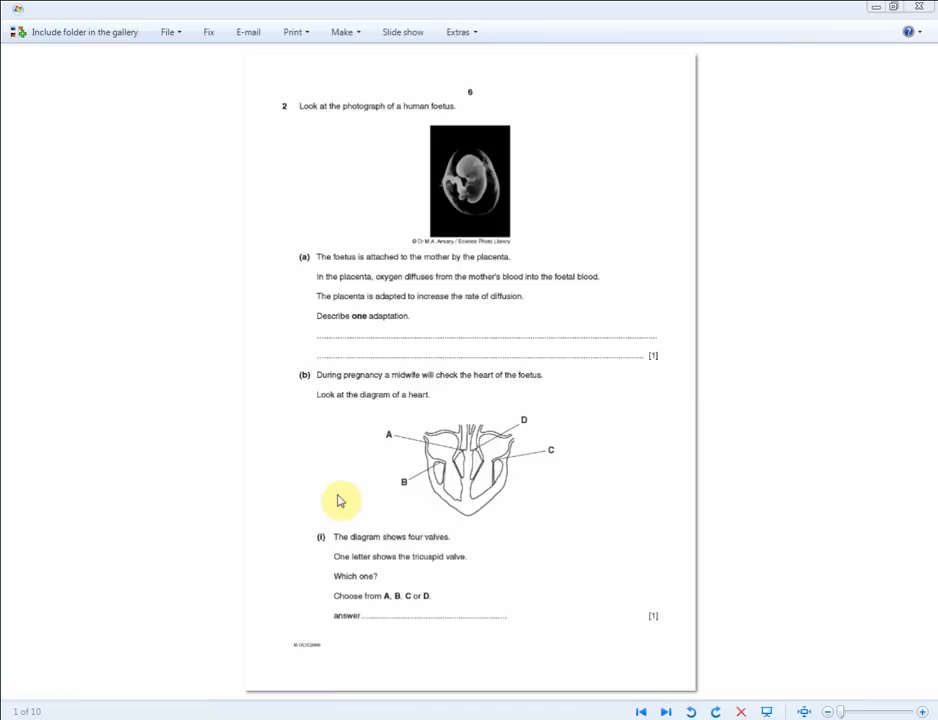 Include folder in the gallery File Fix E-mail Print Make Slide show Extras
6
2 Look at the photograph of a human foetus.
© Dr M.A. Ansary / Science Photo Library
(a) The foetus is attached to the mother by the placenta.
In the placenta, oxygen diffuses from the mother's blood into the foetal blood.
The placenta is adapted to increase the rate of diffusion.
Describe one adaptation.
[1]
(b) During pregnancy a midwife will check the heart of the foetus.
Look at the diagram of a heart.
D
A
C
B
(i) The diagram shows four valves.
One letter shows the tricuspid valve.
Which one?
Choose from A, B, C or D.
answer [1]
1 of 10